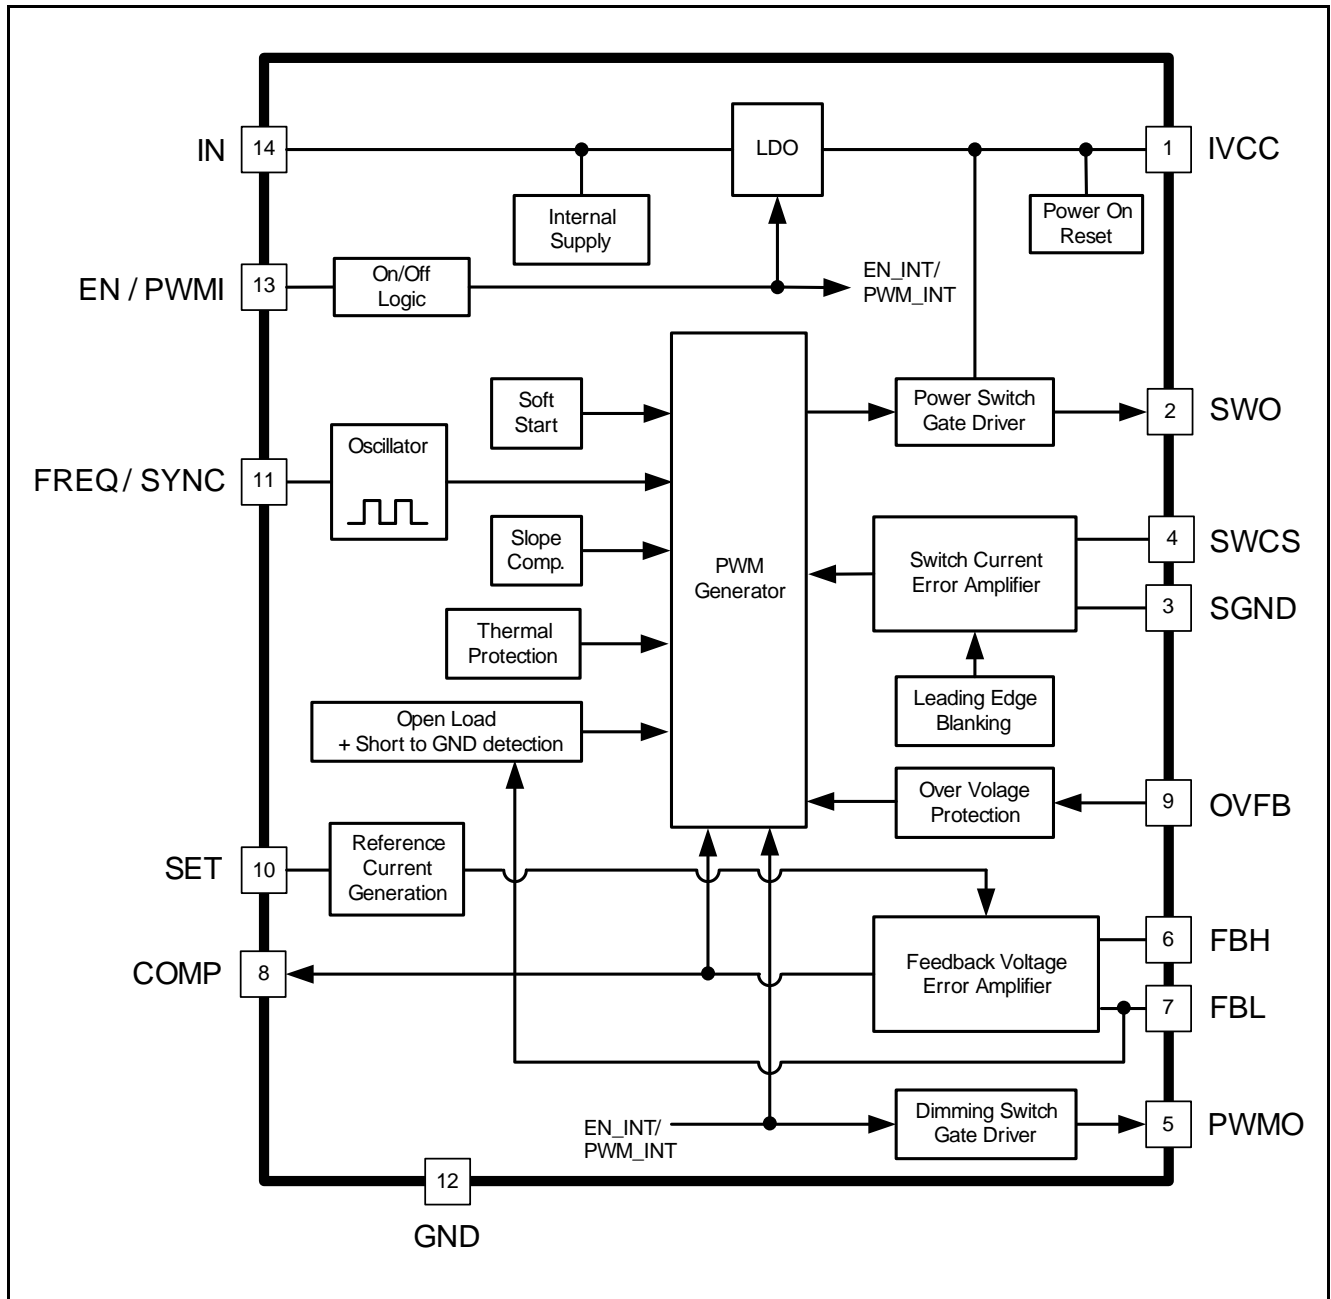 IN
14
LDO
1
IVCC
Internal
Supply
Power On
Reset
EN / PWMI
13
On/Off
Logic
EN_INT/
PWM_INT
Soft
Start
Power Switch
Gate Driver
2
SWO
FREQ / SYNC
11
Oscillator
Slope
Comp.
PWM
Generator
Switch Current
Error Amplifier
4
SWCS
3
SGND
Thermal
Protection
Leading Edge
Blanking
Open Load
+ Short to GND detection
Over Volage
Protection
9
OVFB
SET
10
Reference
Current
Generation
COMP
8
Feedback Voltage
Error Amplifier
6
FBH
7
FBL
EN_INT/
PWM_INT
Dimming Switch
Gate Driver
5
PWMO
12
GND